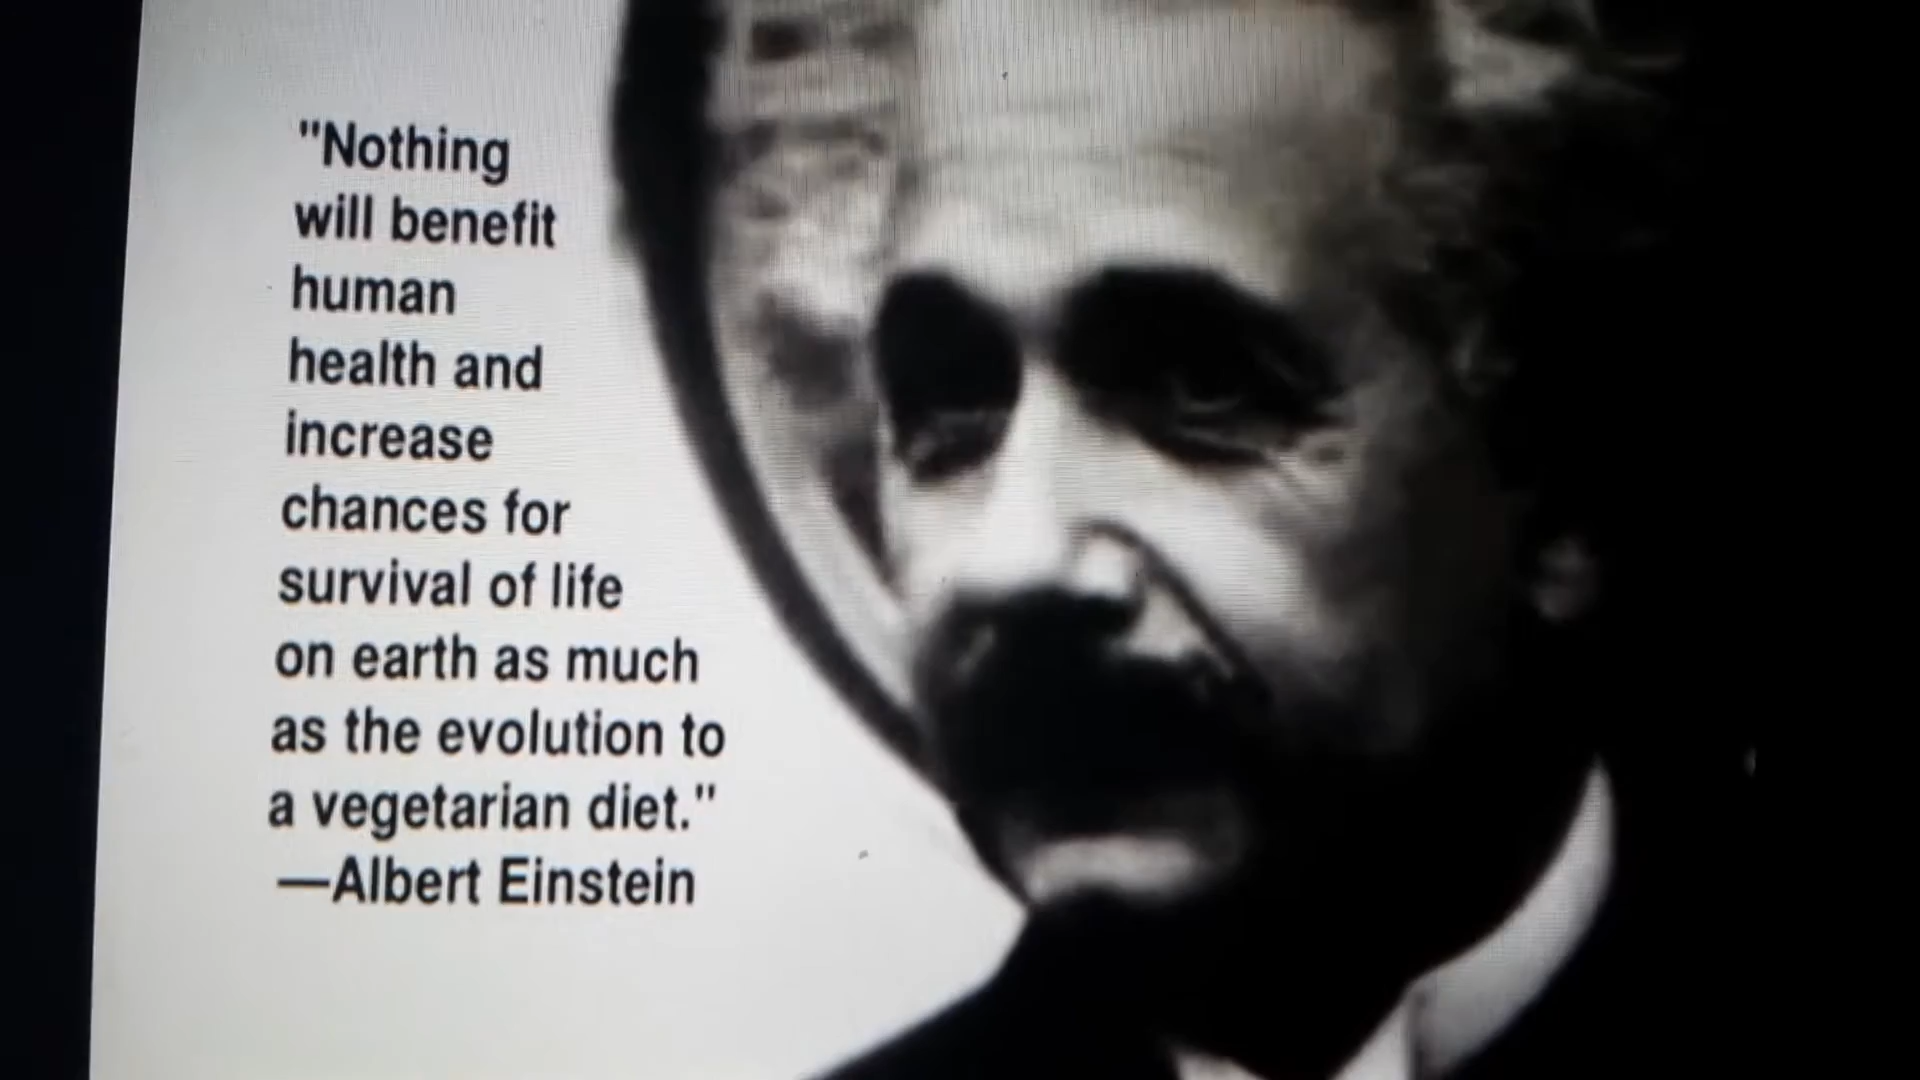 "Nothing
will benefit
human
health and
increase
chances for
survival of life
on earth as much
as the evolution to
a vegetarian diet."
—Albert Einstein